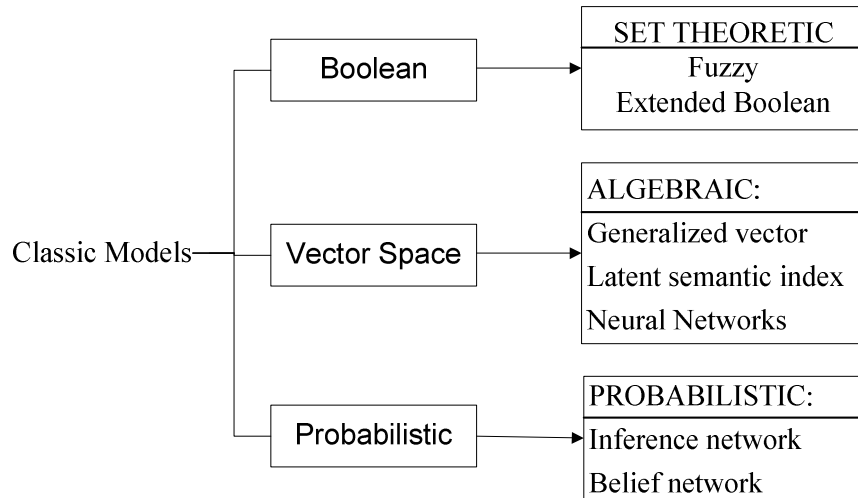 Classic Models
Boolean
SET THEORETIC
Fuzzy
Extended Boolean
Vector Space
ALGEBRAIC:
Generalized vector
Latent semantic index
Neural Networks
Probabilistic
PROBABILISTIC:
Inference network
Belief network